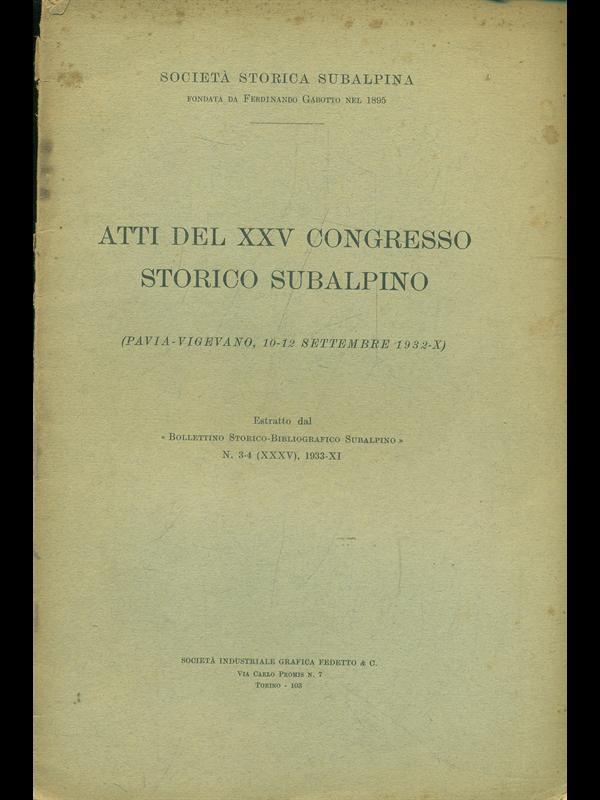 SOCIETÀ STORICA SUBALPINA
FONDATA DA FERDINANDO GABOTTO NEL 1895
ATTI DEL XXV CONGRESSO
STORICO SUBALPINO
(PAVIA-VIGEVANO, 10-12 SETTEMBRE 1932-X)
Estratto dal
« BOLLETTINO STORICO-BIBLIOGRAFICO SUBALPINO »
N. 3-4 (XXXV), 1933-XI
SOCIETÀ INDUSTRIALE GRAFICA FEDETTO & C.
VIA CARLO PROMIS N. 7
TORINO - 103